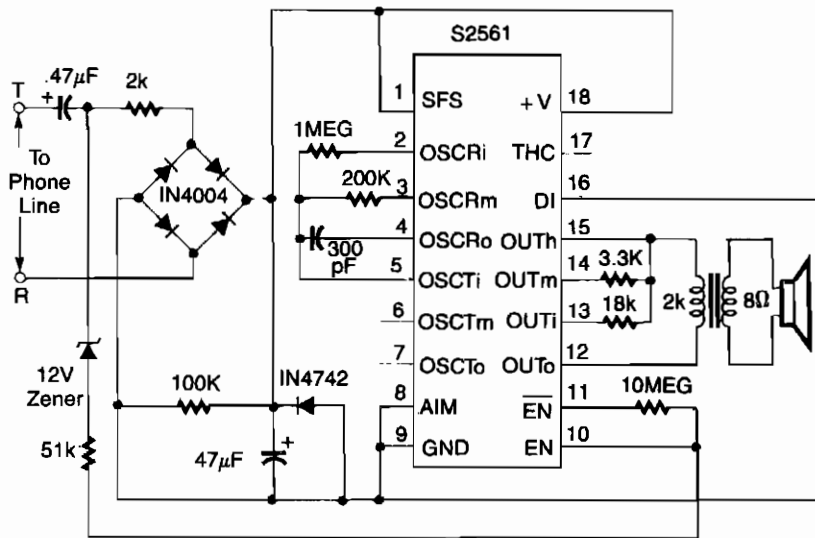 S2561
T
.47µF
+
2k
To
Phone
Line
R
IN4004
12V
Zener
51k
100K
IN4742
47µF
+
1MEG
200K
300
pF
1 SFS
2 OSCRi
3 OSCRm
4 OSCRo
5 OSCTi
6 OSCTm
7 OSCTo
8 AIM
9 GND
+V 18
THC 17
DI 16
OUTh 15
OUTm 14
OUTi 13
OUTo 12
EN 11
EN 10
3.3K
18k
2k
8Ω
10MEG